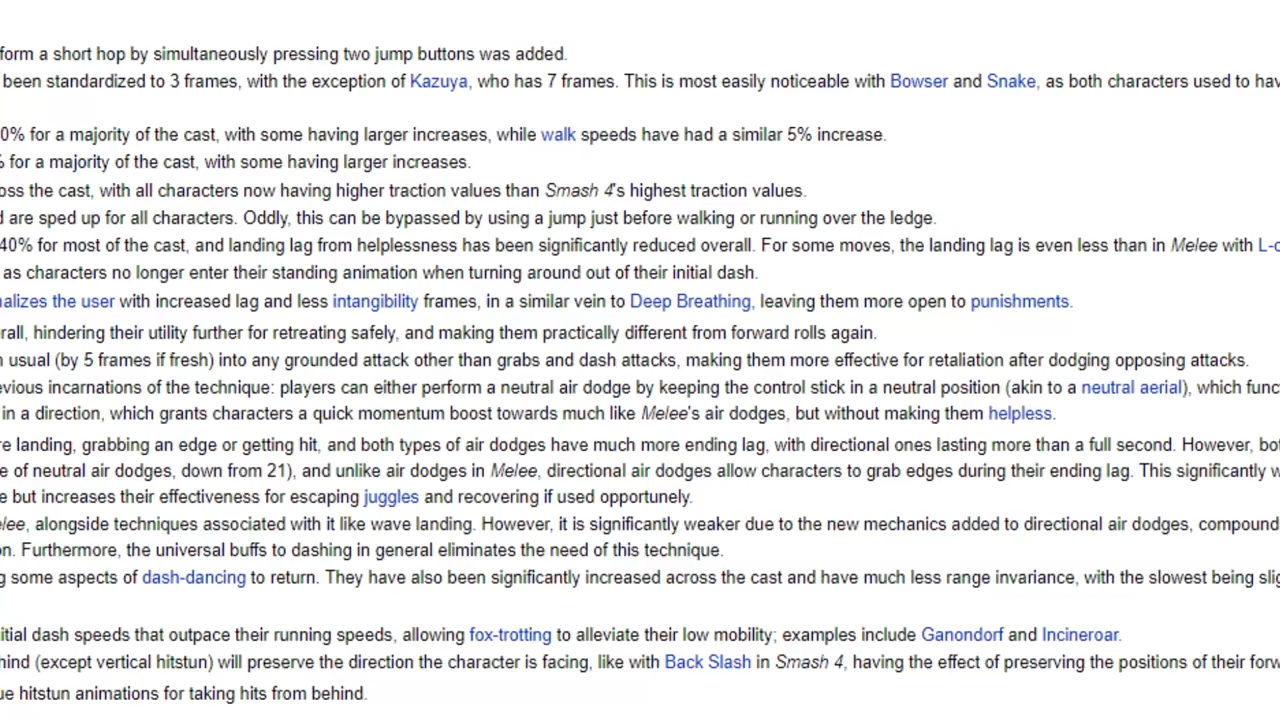 form a short hop by simultaneously pressing two jump buttons was added.
been standardized to 3 frames, with the exception of Kazuya, who has 7 frames. This is most easily noticeable with Bowser and Snake, as both characters used to hav
0% for a majority of the cast, with some having larger increases, while walk speeds have had a similar 5% increase.
% for a majority of the cast, with some having larger increases.
oss the cast, with all characters now having higher traction values than Smash 4's highest traction values.
d are sped up for all characters. Oddly, this can be bypassed by using a jump just before walking or running over the ledge.
40% for most of the cast, and landing lag from helplessness has been significantly reduced overall. For some moves, the landing lag is even less than in Melee with L-c
as characters no longer enter their standing animation when turning around out of their initial dash.
nalizes the user with increased lag and less intangibility frames, in a similar vein to Deep Breathing, leaving them more open to punishments.
rall, hindering their utility further for retreating safely, and making them practically different from forward rolls again.
n usual (by 5 frames if fresh) into any grounded attack other than grabs and dash attacks, making them more effective for retaliation after dodging opposing attacks.
evious incarnations of the technique: players can either perform a neutral air dodge by keeping the control stick in a neutral position (akin to a neutral aerial), which func
in a direction, which grants characters a quick momentum boost towards much like Melee's air dodges, but without making them helpless.
re landing, grabbing an edge or getting hit, and both types of air dodges have much more ending lag, with directional ones lasting more than a full second. However, bot
e of neutral air dodges, down from 21), and unlike air dodges in Melee, directional air dodges allow characters to grab edges during their ending lag. This significantly w
e but increases their effectiveness for escaping juggles and recovering if used opportunely.
elee, alongside techniques associated with it like wave landing. However, it is significantly weaker due to the new mechanics added to directional air dodges, compound
on. Furthermore, the universal buffs to dashing in general eliminates the need of this technique.
g some aspects of dash-dancing to return. They have also been significantly increased across the cast and have much less range invariance, with the slowest being slig
itial dash speeds that outpace their running speeds, allowing fox-trotting to alleviate their low mobility; examples include Ganondorf and Incineroar.
hind (except vertical hitstun) will preserve the direction the character is facing, like with Back Slash in Smash 4, having the effect of preserving the positions of their forw
ue hitstun animations for taking hits from behind.